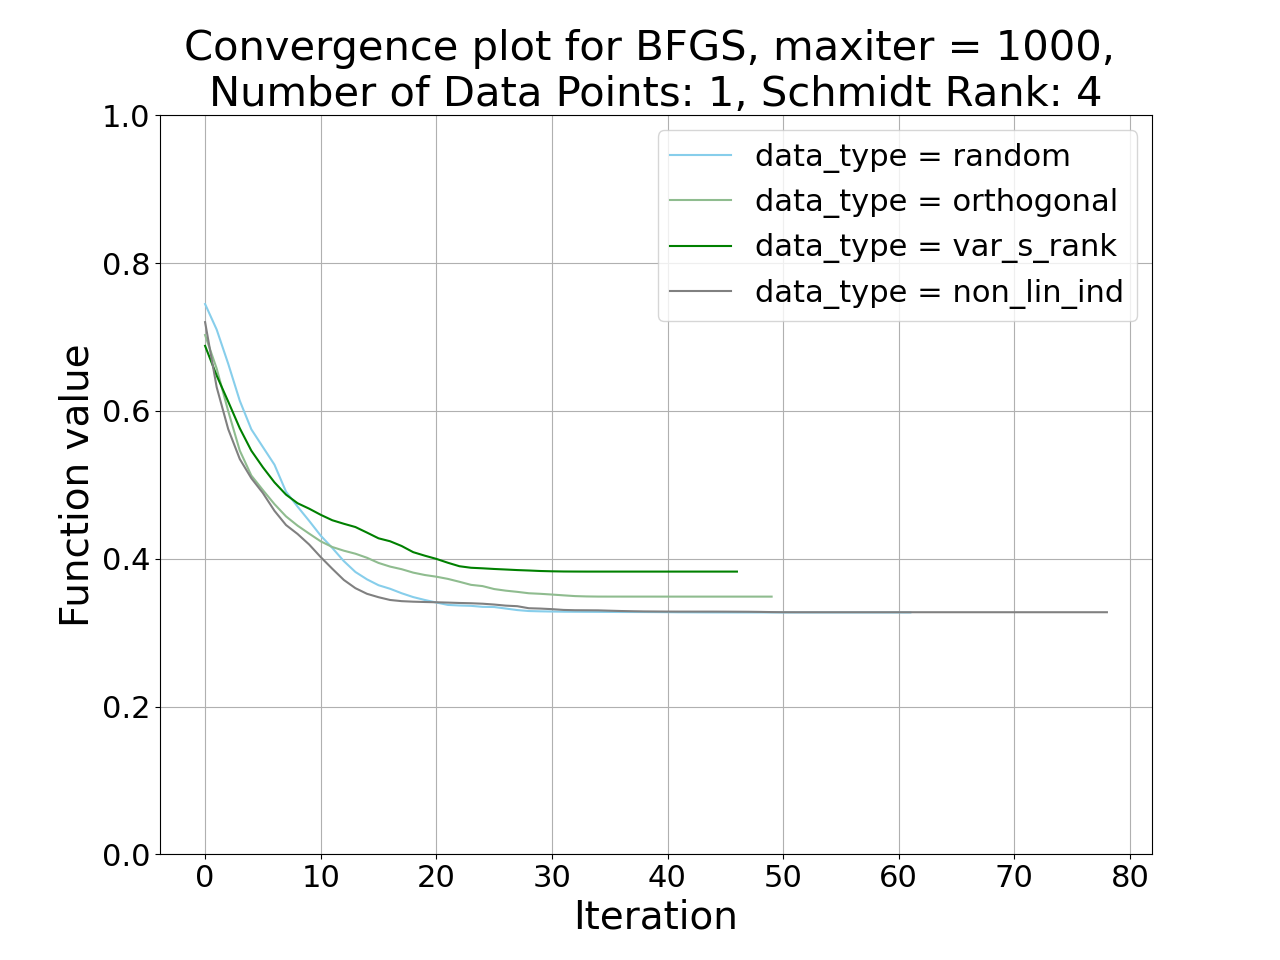 Convergence plot for BFGS, maxiter = 1000,
Number of Data Points: 1, Schmidt Rank: 4
1.0
0.8
0.6
0.4
0.2
0.0
Function value
data_type = random
data_type = orthogonal
data_type = var_s_rank
data_type = non_lin_ind
0 10 20 30 40 50 60 70 80
Iteration